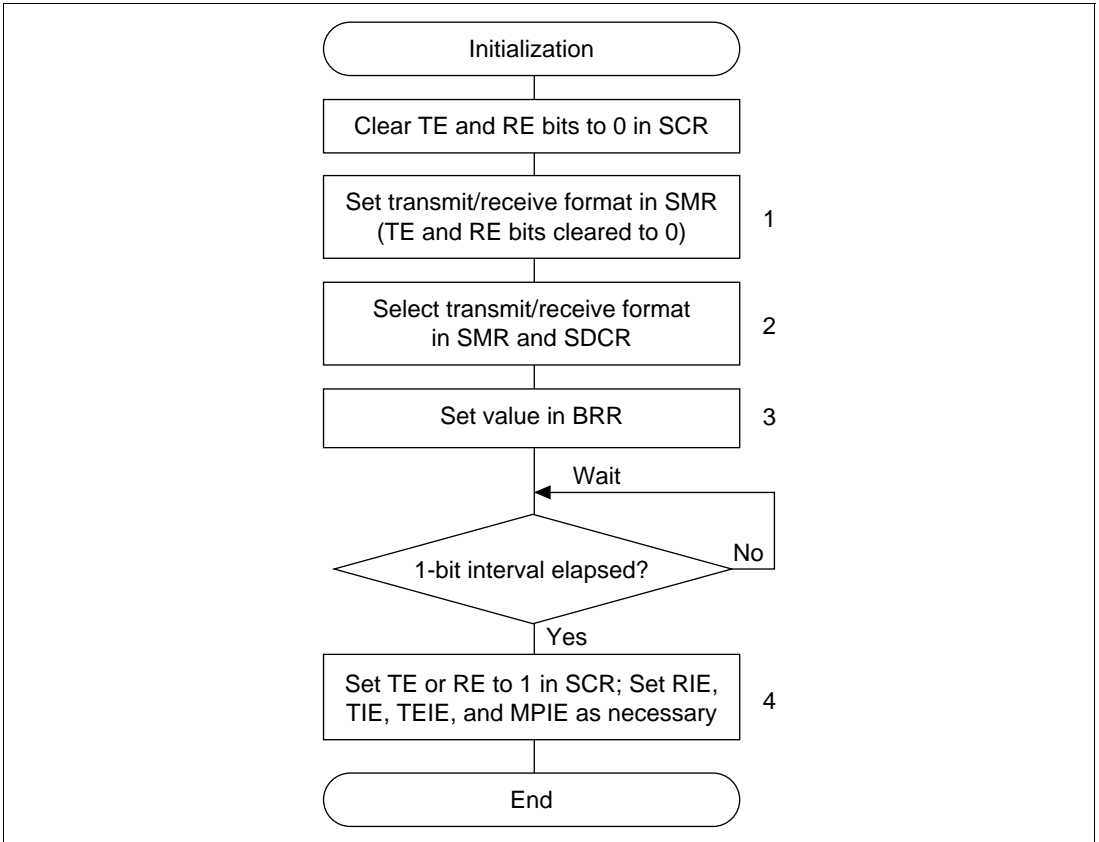 Initialization
Clear TE and RE bits to 0 in SCR
Set transmit/receive format in SMR
(TE and RE bits cleared to 0)
1
Select transmit/receive format
in SMR and SDCR
2
Set value in BRR
3
Wait
1-bit interval elapsed?
No
Yes
Set TE or RE to 1 in SCR; Set RIE,
TIE, TEIE, and MPIE as necessary
4
End